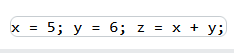 x = 5; y = 6; z = x + y;